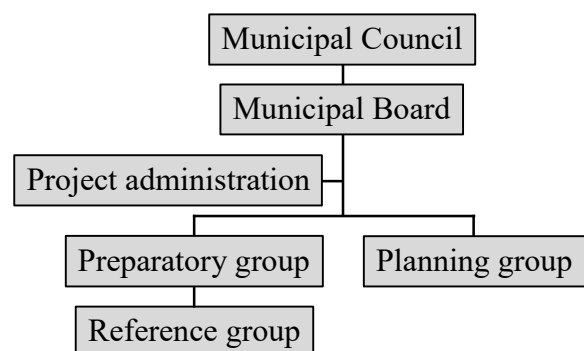 Municipal Council
Municipal Board
Project administration
Preparatory group
Planning group
Reference group